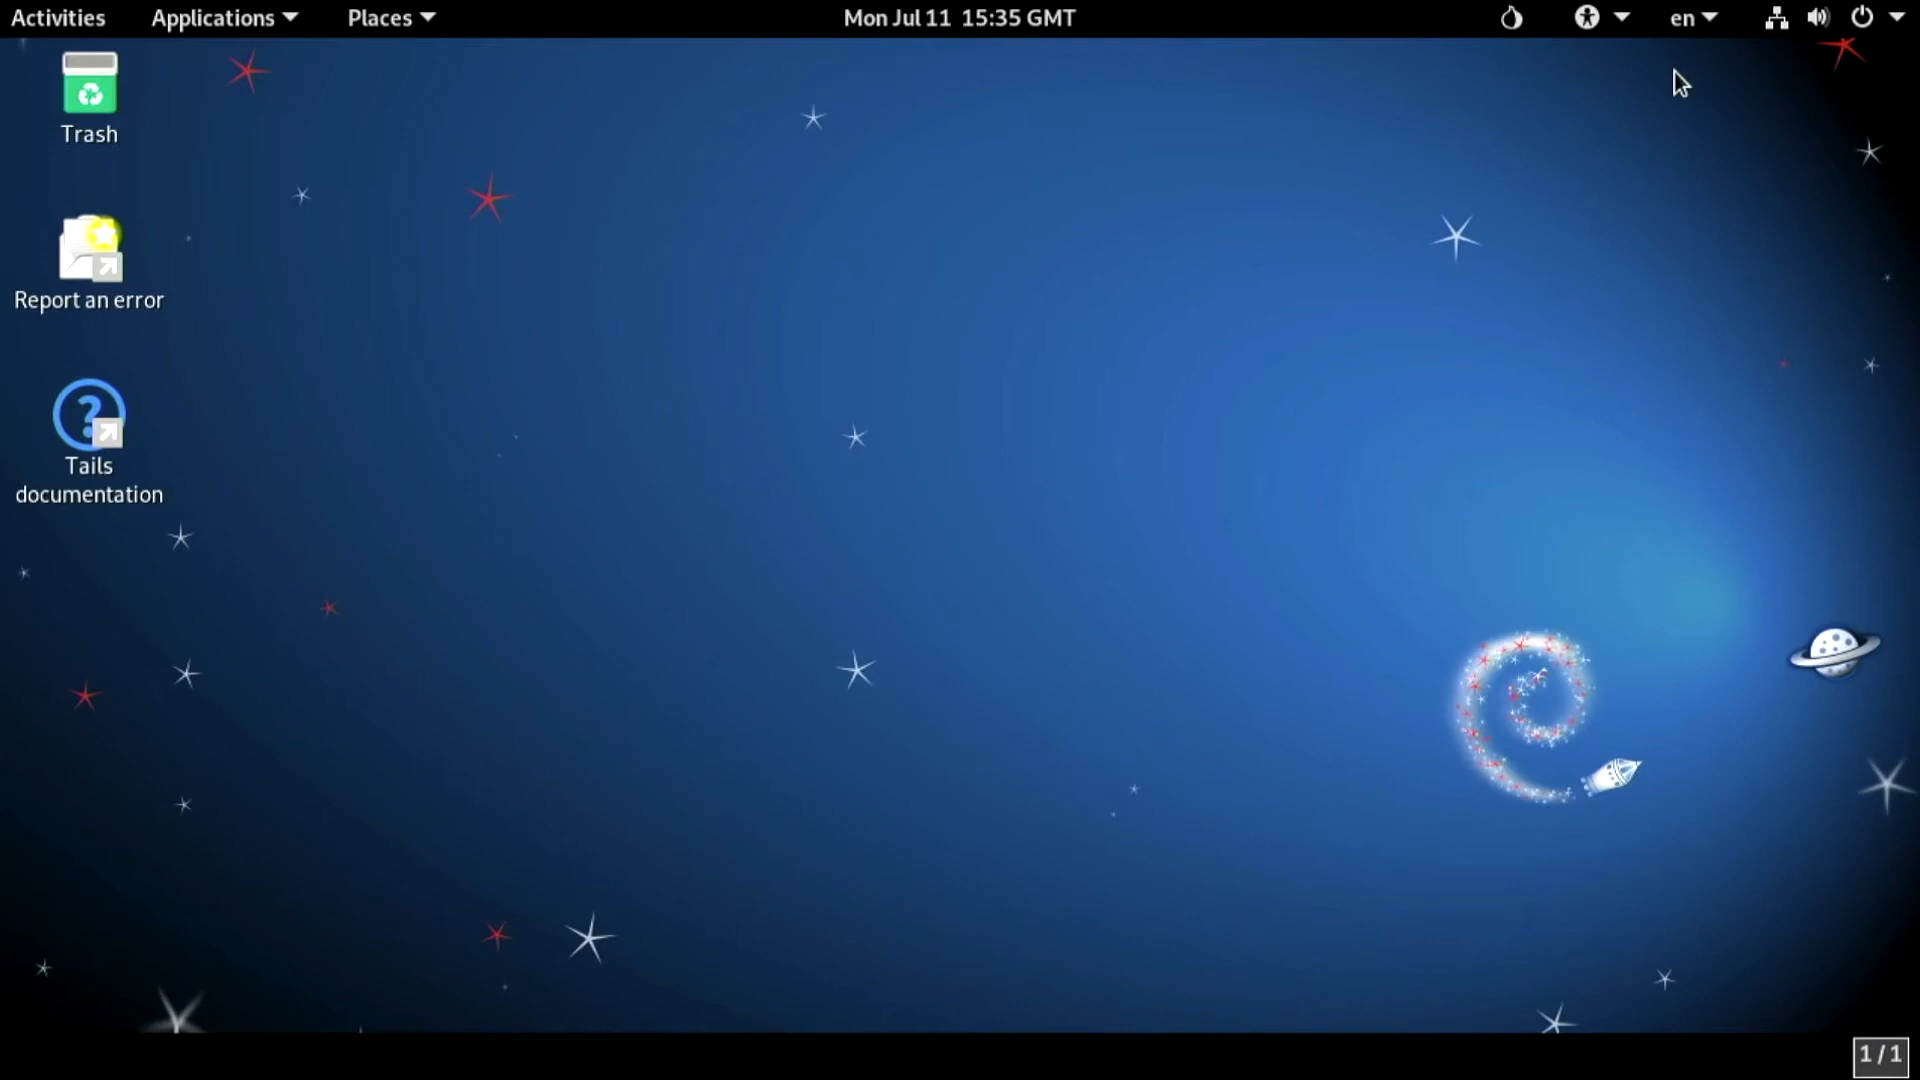 Activities Applications Places Mon Jul 11 15:35 GMT en
Trash
Report an error
Tails
documentation
1 / 1